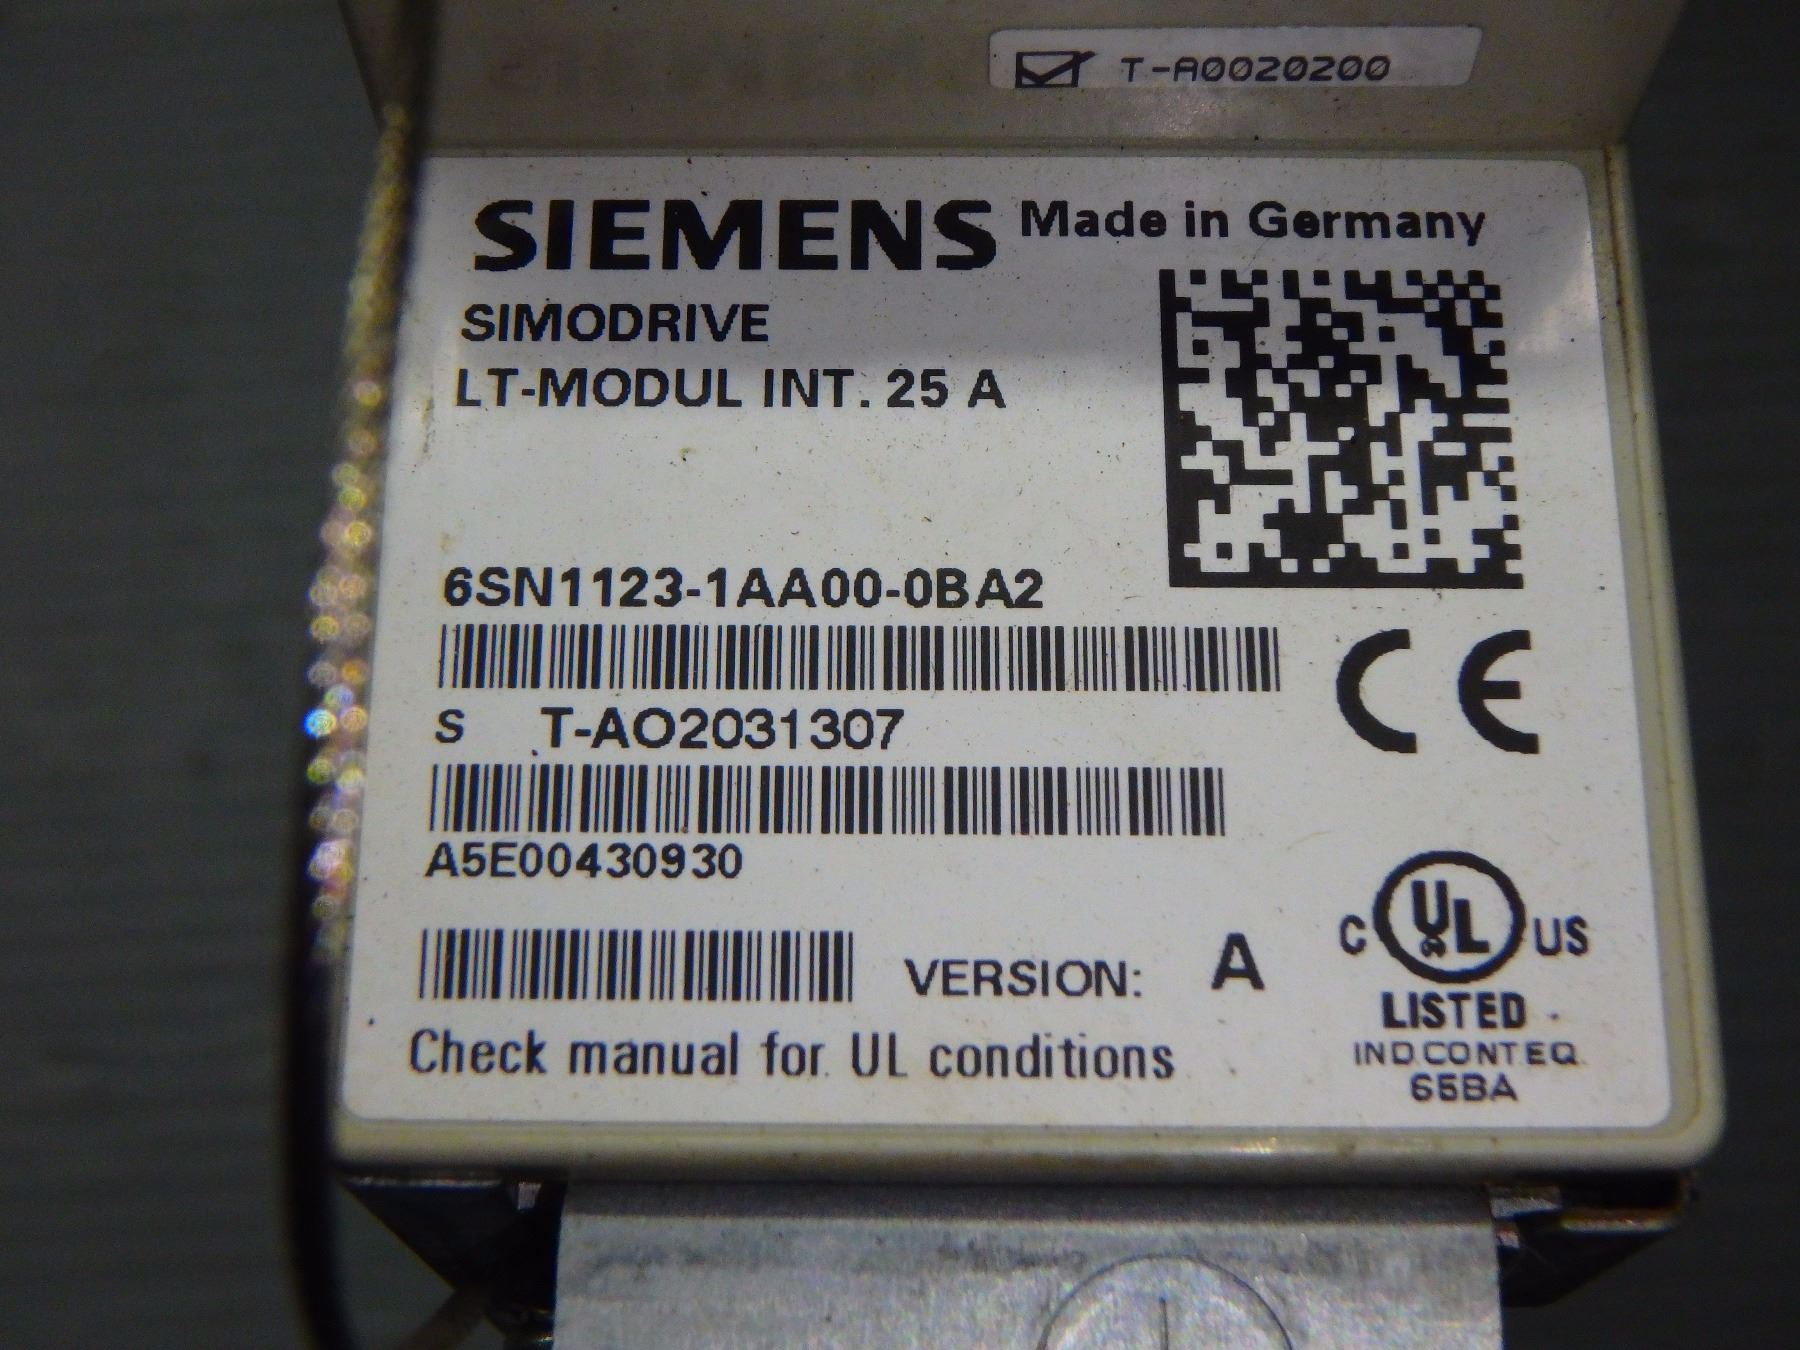 T-A0020200
SIEMENS Made in Germany
SIMODRIVE
LT-MODUL INT. 25 A
6SN1123-1AA00-0BA2
S T-AO2031307
A5E00430930
VERSION: A
Check manual for UL conditions
CE
C UL US
LISTED
IND.CONT.EQ.
65BA